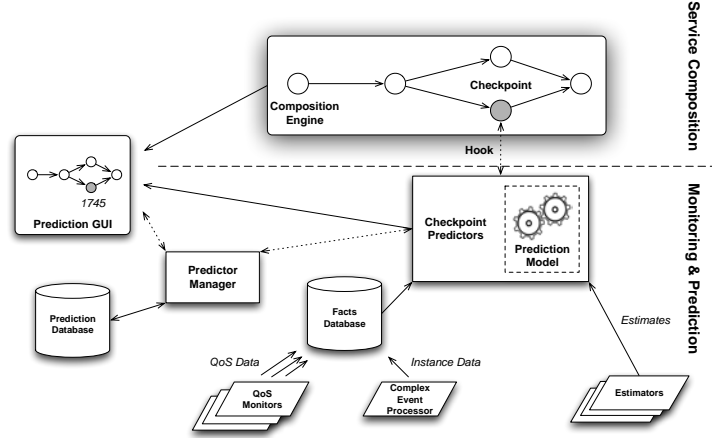 Service Composition
Checkpoint
Composition
Engine
Hook
1745
Prediction GUI
Checkpoint
Predictors
Prediction
Model
Monitoring & Prediction
Predictor
Manager
Prediction
Database
Facts
Database
Estimates
QoS Data
Instance Data
QoS
Monitors
Complex
Event
Processor
Estimators